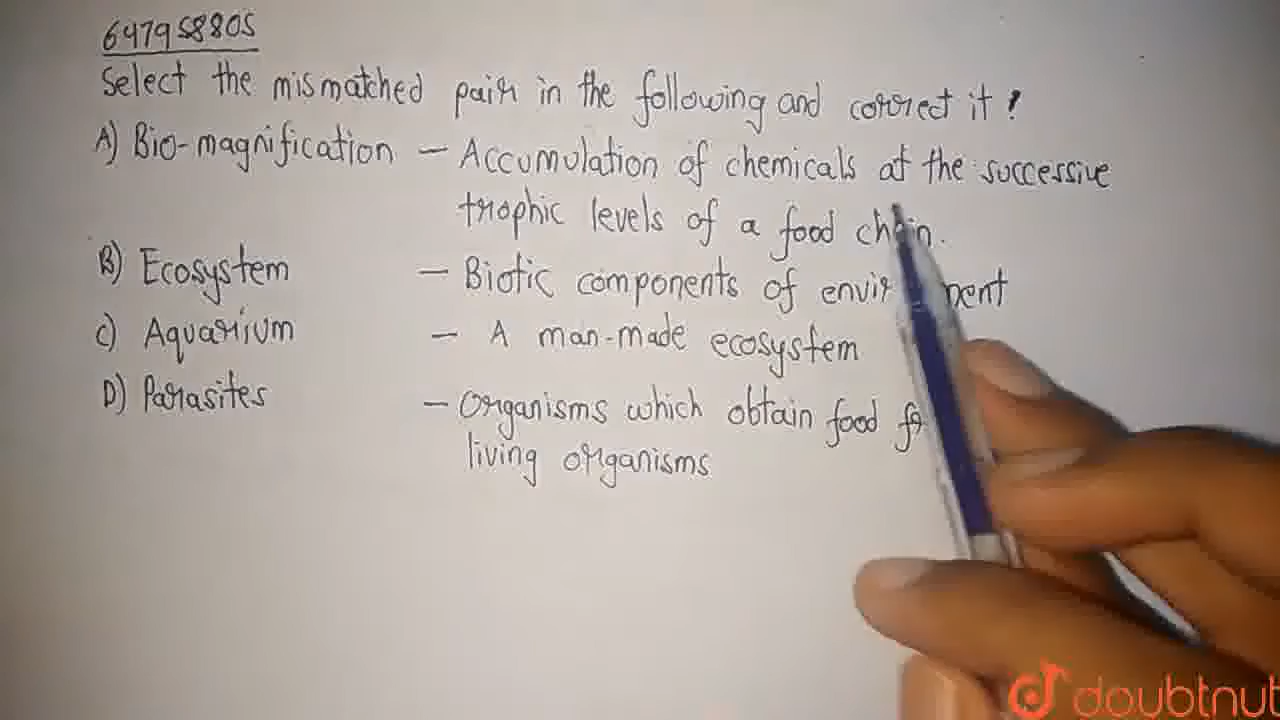 647958805
Select the mismatched pair in the following and correct it!
A) Bio-magnification – Accumulation of chemicals at the successive
trophic levels of a food chain.
B) Ecosystem – Biotic components of
C) Aquarium – A man-made ecosystem
D) Parasites – Organisms which obtain food
living organisms
doubtnut